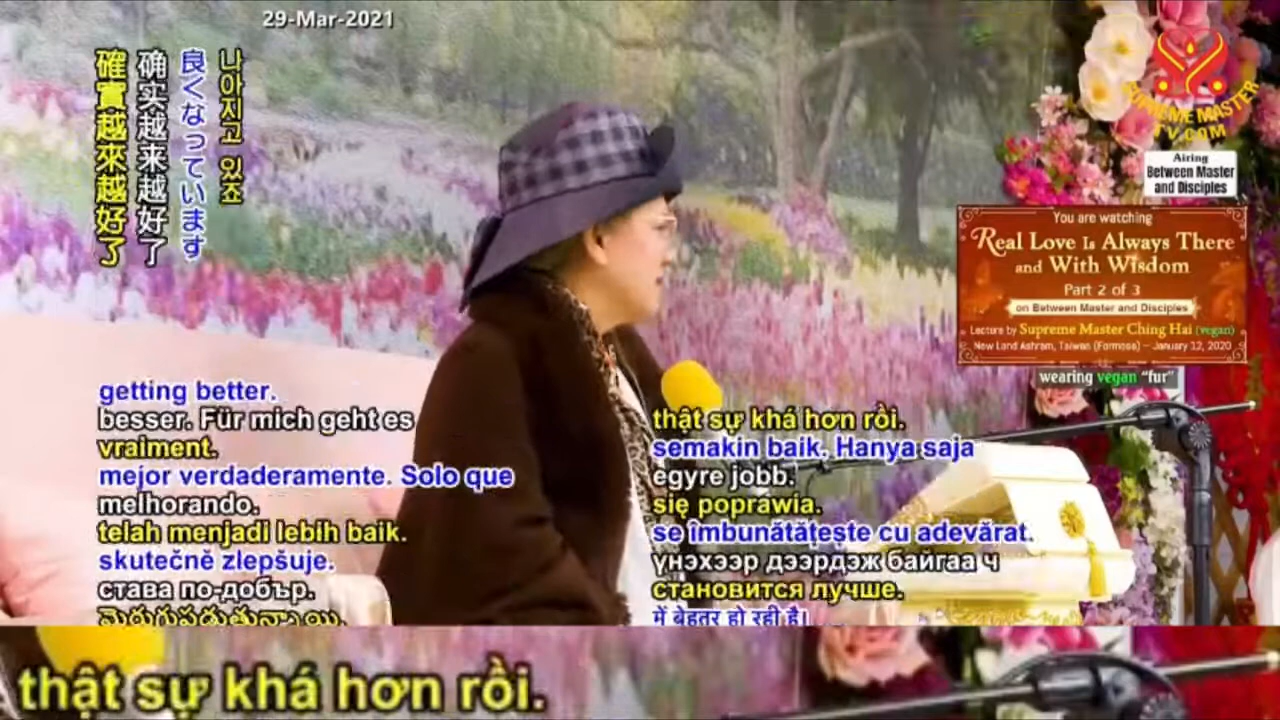 29-Mar-2021
確實越來越好了
确实越来越好了
良くなっています
나아지고 있죠
SUPREME MASTER
TV.COM
Airing
Between Master
and Disciples
You are watching
Real Love Is Always There
and With Wisdom
Part 2 of 3
on Between Master and Disciples
Lecture by Supreme Master Ching Hai (vegan)
New Land Ashram, Taiwan (Formosa) – January 12, 2020
wearing vegan "fur"
getting better.
besser. Für mich geht es
vraiment.
mejor verdaderamente. Solo que
melhorando.
telah menjadi lebih baik.
skutečně zlepšuje.
става по-добър.
మెరుగుపడుతున్నాయి.
thật sự khá hơn rồi.
semakin baik. Hanya saja
egyre jobb.
się poprawia.
se îmbunătățește cu adevărat.
үнэхээр дээрдэж байгаа ч
становится лучше.
में बेहतर हो रही है।
thật sự khá hơn rồi.